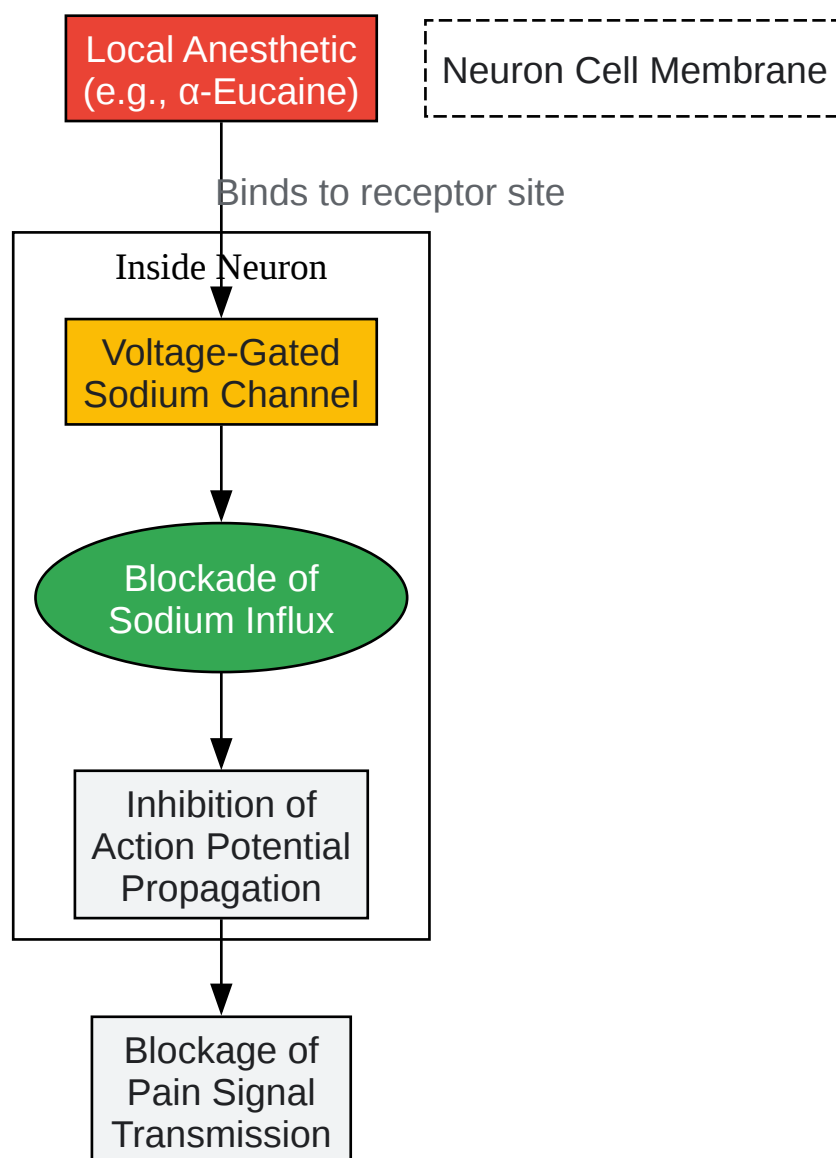 Local Anesthetic
(e.g., α-Eucaine)
Neuron Cell Membrane
Binds to receptor site
Inside Neuron
Voltage-Gated
Sodium Channel
Blockade of
Sodium Influx
Inhibition of
Action Potential
Propagation
Blockage of
Pain Signal
Transmission